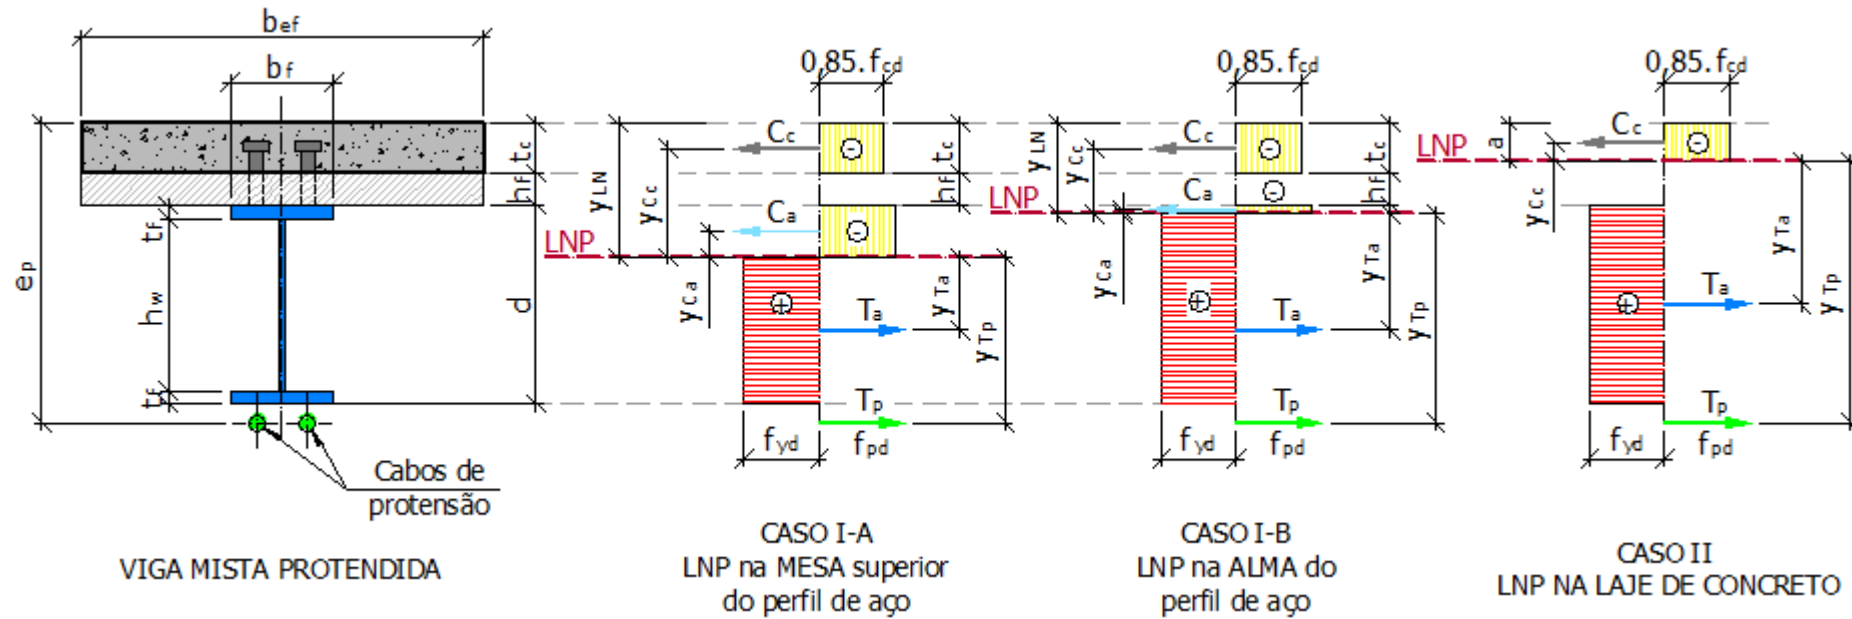 bef
bf
tc
hf
tf
hw
tf
ep
d
Cabos de
protensão
VIGA MISTA PROTENDIDA
0,85.fcd
Cc
tc
hf
yLN
yCc
Ca
LNP
yCa
yTa
Ta
yTp
Tp
fyd
fpd
CASO I-A
LNP na MESA superior
do perfil de aço
0,85.fcd
Cc
tc
hf
yLN
yCc
Ca
LNP
yCa
yTa
Ta
yTp
Tp
fyd
fpd
CASO I-B
LNP na ALMA do
perfil de aço
0,85.fcd
Cc
a
LNP
yCc
yTa
Ta
yTp
Tp
fyd
fpd
CASO II
LNP NA LAJE DE CONCRETO